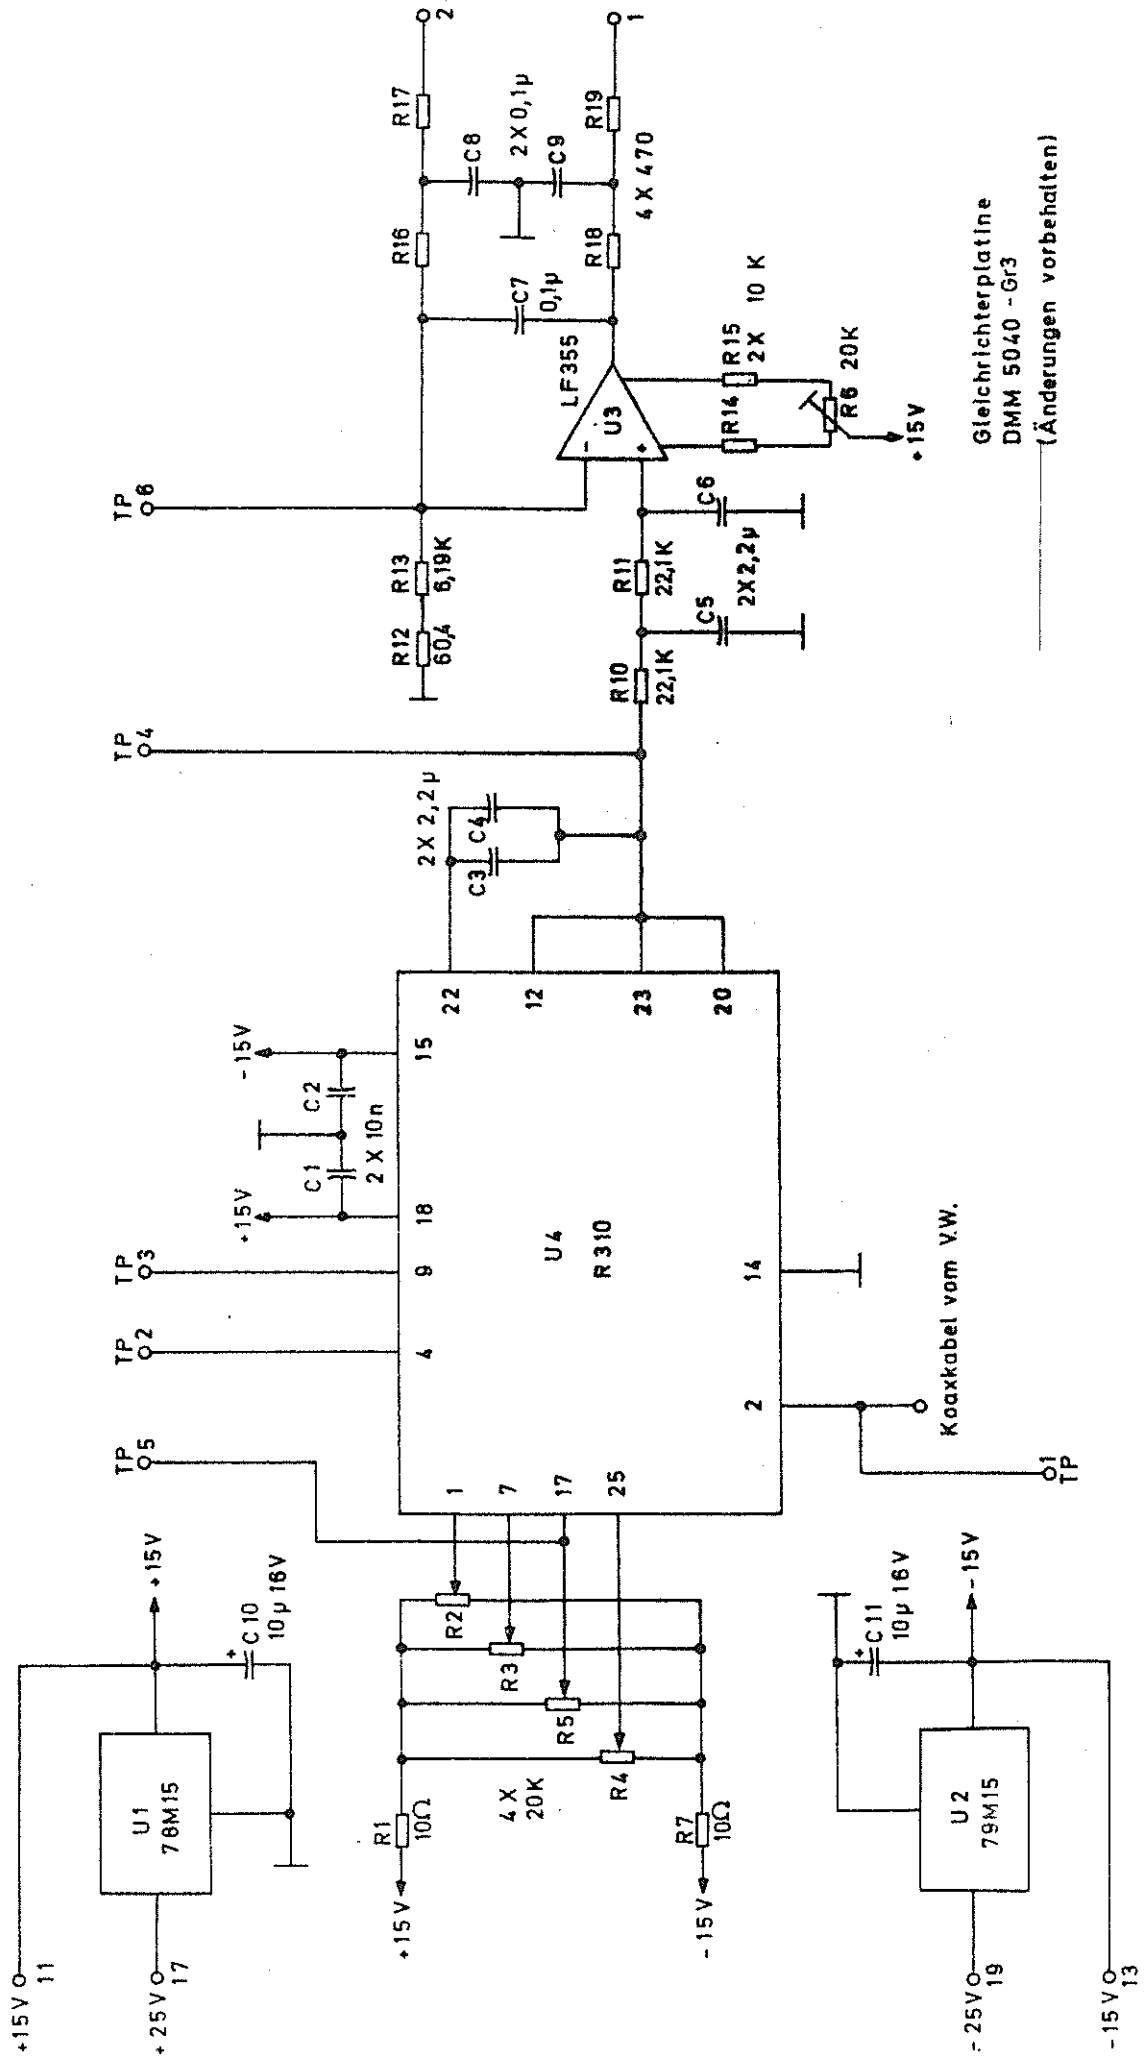 +15V
11
+25V
17
U1
78M15
+15V
C10
+
10µ 16V
+15V
R1
10Ω
4 X
20K
R4
R5
R3
R2
-15V
R7
10Ω
-25V
19
-15V
13
U2
79M15
+
C11
10µ 16V
-15V
TP
5
TP
2
TP
3
+15V
-15V
C1
C2
2 X 10n
1
7
17
25
4
9
18
15
22
12
23
20
2
14
U4
R310
TP
1
Koaxkabel vom V.W.
C3
C4
2 X 2,2µ
TP
4
TP
6
R12
60,4
R13
6,19K
R10
22,1K
R11
22,1K
C5
C6
2X2,2µ
-
+
U3
LF355
R14
R15
2X 10 K
R6 20K
+15V
C7
0,1µ
R16
R17
C8
2 X 0,1µ
C9
R18
R19
4 X 470
2
1
Gleichrichterplatine
DMM 5040 -Gr3
(Änderungen vorbehalten)